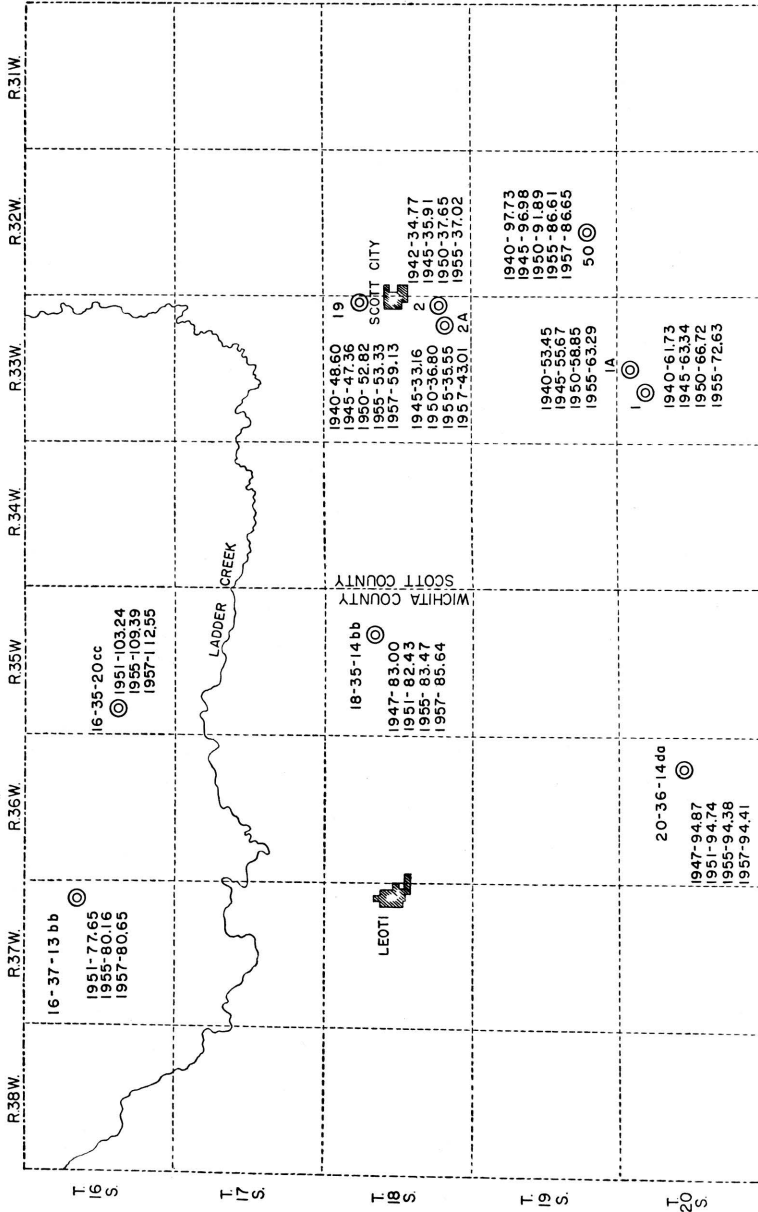 R.38W.
R.37W.
R.36W.
R.35W
R.34W.
R.33W.
R.32W.
R.31W.
T.
16
S.
16-37-13bb
1951-77.65
1955-80.16
1957-80.65
16-35-20cc
1951-103.24
1955-109.39
1957-112.55
T.
17
S.
LADDER CREEK
T.
18
S.
LEOTI
18-35-14bb
1947-83.00
1951-82.43
1955-83.47
1957-85.64
WICHITA COUNTY
SCOTT COUNTY
1940-48.60
1945-47.36
1950-52.82
955-53.33
1957-59.13
19
SCOTT CITY
1945-33.16
1950-36.80
1955-35.55
1957-43.01
2
2A
1942-34.77
1945-35.91
1950-37.65
1955-37.02
T.
19
S.
1940-53.45
1945-55.67
1950-58.85
1955-63.29
1940-97.73
1945-96.98
1950-91.89
1955-86.61
1957-86.65
50
T.
20
S.
20-36-14da
1947-94.87
1951-94.74
1955-94.38
1957-94.41
1A
1
1940-61.73
1945-63.34
1950-66.72
1955-72.63